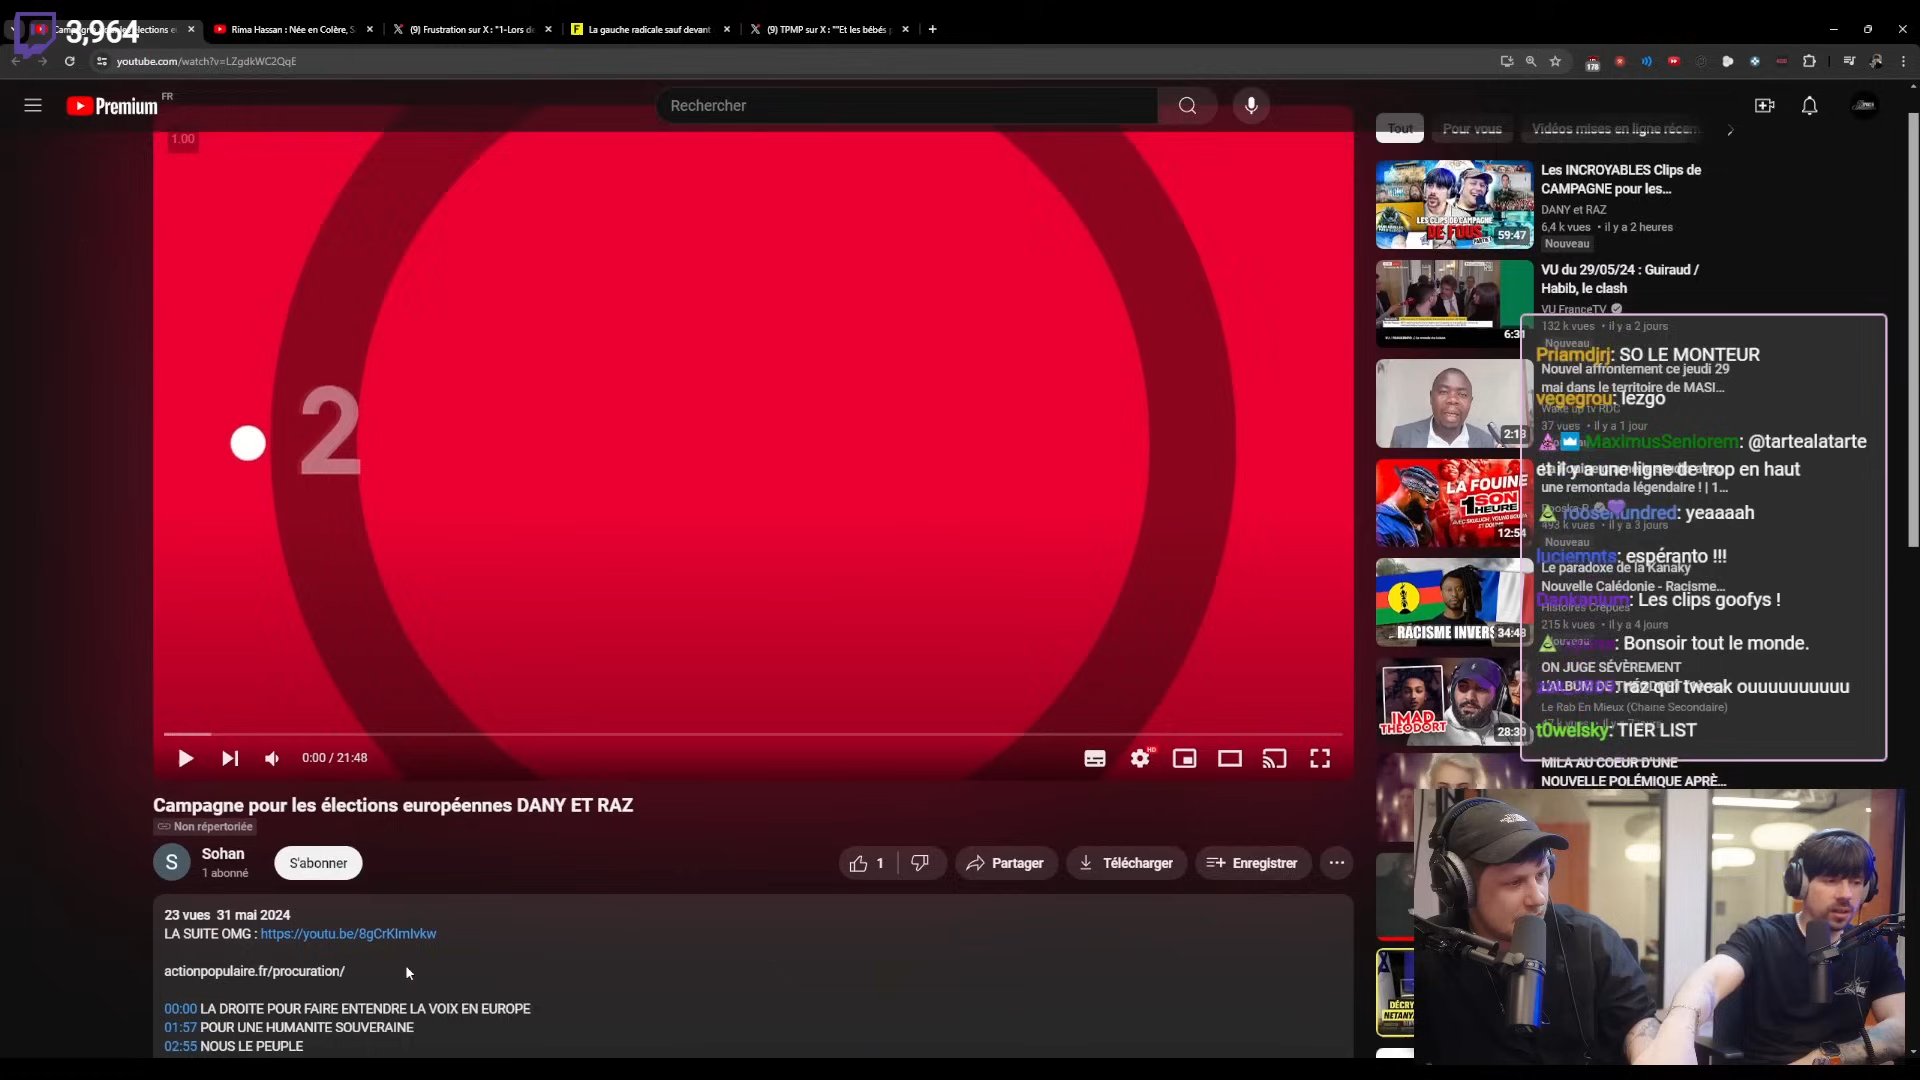 3,964
Rima Hassan : Née en Colère, S
(9) Frustration sur X : "1-Lors de
La gauche radicale sauf devant
(9) TPMP sur X : ""Et les bébés
youtube.com/watch?v=LZgdkWC2QqE
178
Premium
FR
Rechercher
1.00
2
0:00 / 21:48
HD
Campagne pour les élections européennes DANY ET RAZ
Non répertoriée
S
Sohan
1 abonné
S'abonner
1
Partager
Télécharger
Enregistrer
23 vues 31 mai 2024
LA SUITE OMG : https://youtu.be/8gCrKImIvkw
actionpopulaire.fr/procuration/
00:00 LA DROITE POUR FAIRE ENTENDRE LA VOIX EN EUROPE
01:57 POUR UNE HUMANITE SOUVERAINE
02:55 NOUS LE PEUPLE
Tout
Pour vous
Vidéos mises en ligne récem
LES CLIPS DE CAMPAGNE
DE FOUS
59:47
Les INCROYABLES Clips de
CAMPAGNE pour les...
DANY et RAZ
6,4 k vues • il y a 2 heures
Nouveau
6:31
VU du 29/05/24 : Guiraud /
Habib, le clash
VU FranceTV
132 k vues • il y a 2 jours
Nouveau
2:13
Nouvel affrontement ce jeudi 29
mai dans le territoire de MASI...
Wake up tv RDC
37 vues • il y a 1 jour
LA FOUINE
1 SON
HEURE
12:54
une remontada légendaire ! | 1...
493 k vues • il y a 3 jours
Nouveau
RACISME INVERS
34:48
Le paradoxe de la Kanaky
Nouvelle Calédonie - Racisme...
Histoires Crépues
215 k vues • il y a 4 jours
Nouveau
IMAD
THEODORT
28:30
ON JUGE SÉVÈREMENT
L'ALBUM DE THÉODORT
Le Rab En Mieux (Chaine Secondaire)
MILA AU COEUR D'UNE
NOUVELLE POLÉMIQUE APRÈ...
DÉCRY
NETANY
Priamdjrj: SO LE MONTEUR
vegegrou: lezgo
MaximusSeniorem: @tartealatarte
et il y a une ligne de trop en haut
roosehundred: yeaaaah
luciemnts: espéranto !!!
Dankanium: Les clips goofys !
: Bonsoir tout le monde.
: raz qui tweak ouuuuuuuuuu
t0welsky: TIER LIST